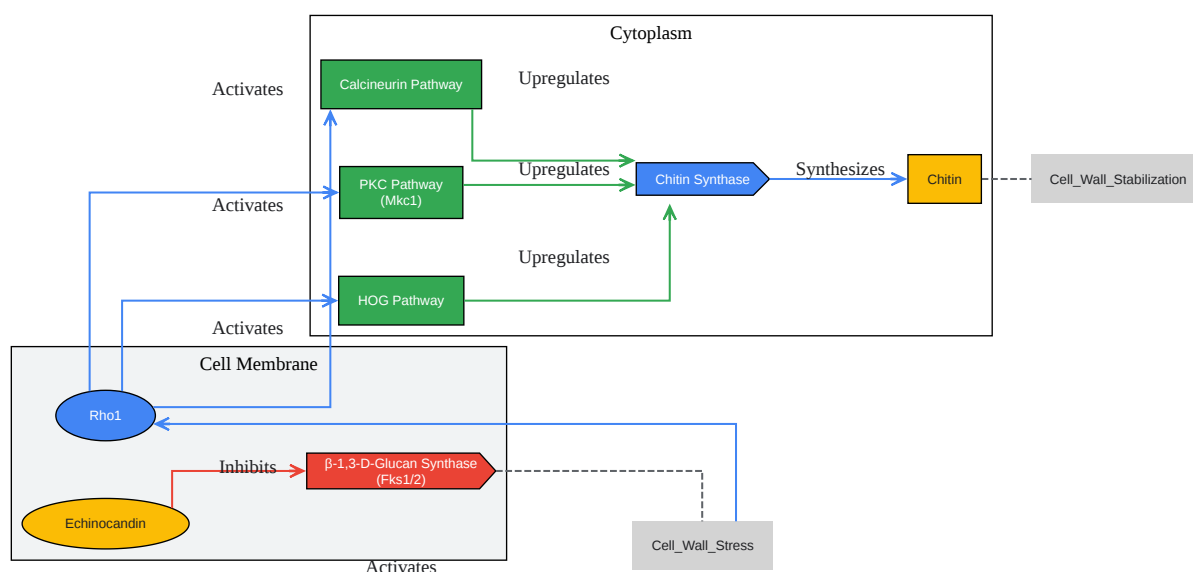 Cytoplasm
Activates
Calcineurin Pathway
Upregulates
Upregulates
Synthesizes
PKC Pathway
(Mkc1)
Chitin Synthase
Chitin
Cell_Wall_Stabilization
Activates
Upregulates
HOG Pathway
Activates
Cell Membrane
Rho1
Inhibits
β-1,3-D-Glucan Synthase
(Fks1/2)
Echinocandin
Cell_Wall_Stress
Activates